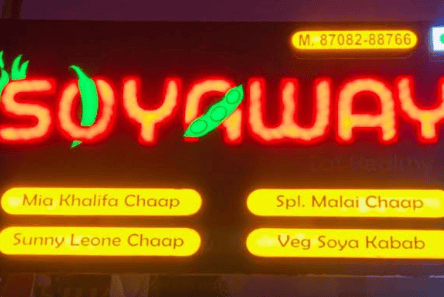 M. 87082-88766
SOYAWAY
Mia Khalifa Chaap
Spl. Malai Chaap
Sunny Leone Chaap
Veg Soya Kabab